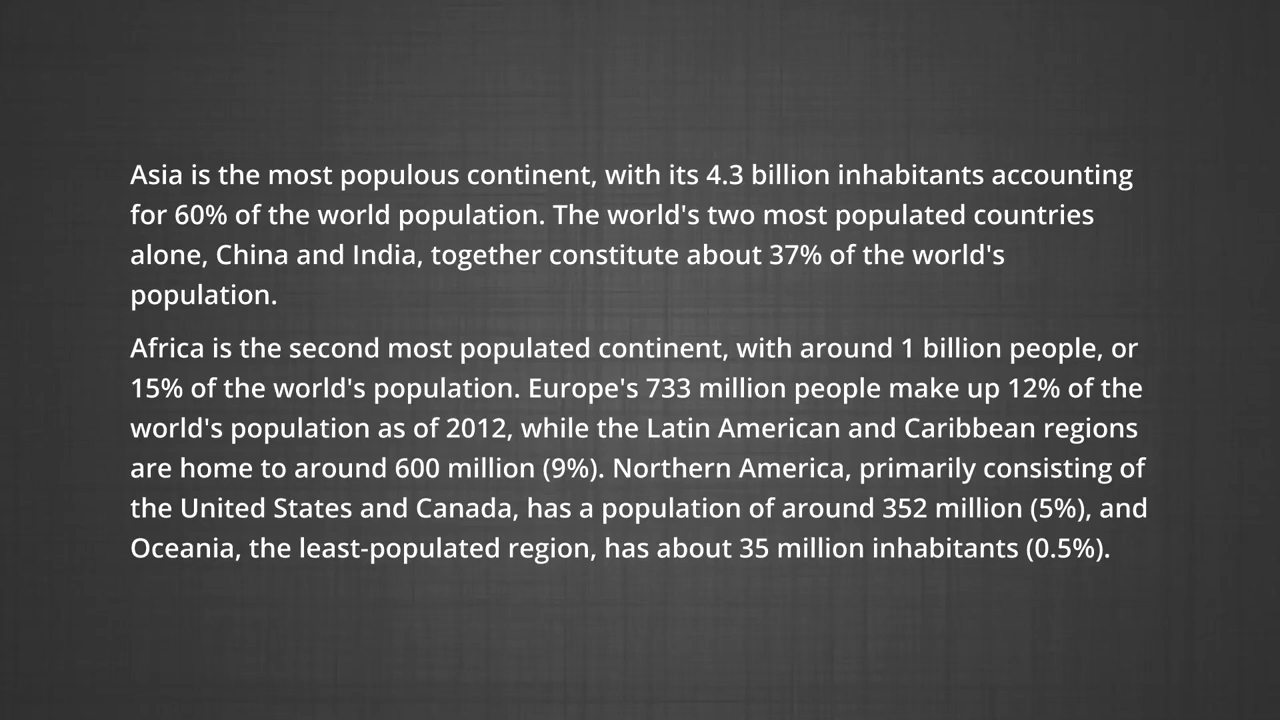 Asia is the most populous continent, with its 4.3 billion inhabitants accounting
for 60% of the world population. The world's two most populated countries
alone, China and India, together constitute about 37% of the world's
population.
Africa is the second most populated continent, with around 1 billion people, or
15% of the world's population. Europe's 733 million people make up 12% of the
world's population as of 2012, while the Latin American and Caribbean regions
are home to around 600 million (9%). Northern America, primarily consisting of
the United States and Canada, has a population of around 352 million (5%), and
Oceania, the least-populated region, has about 35 million inhabitants (0.5%).